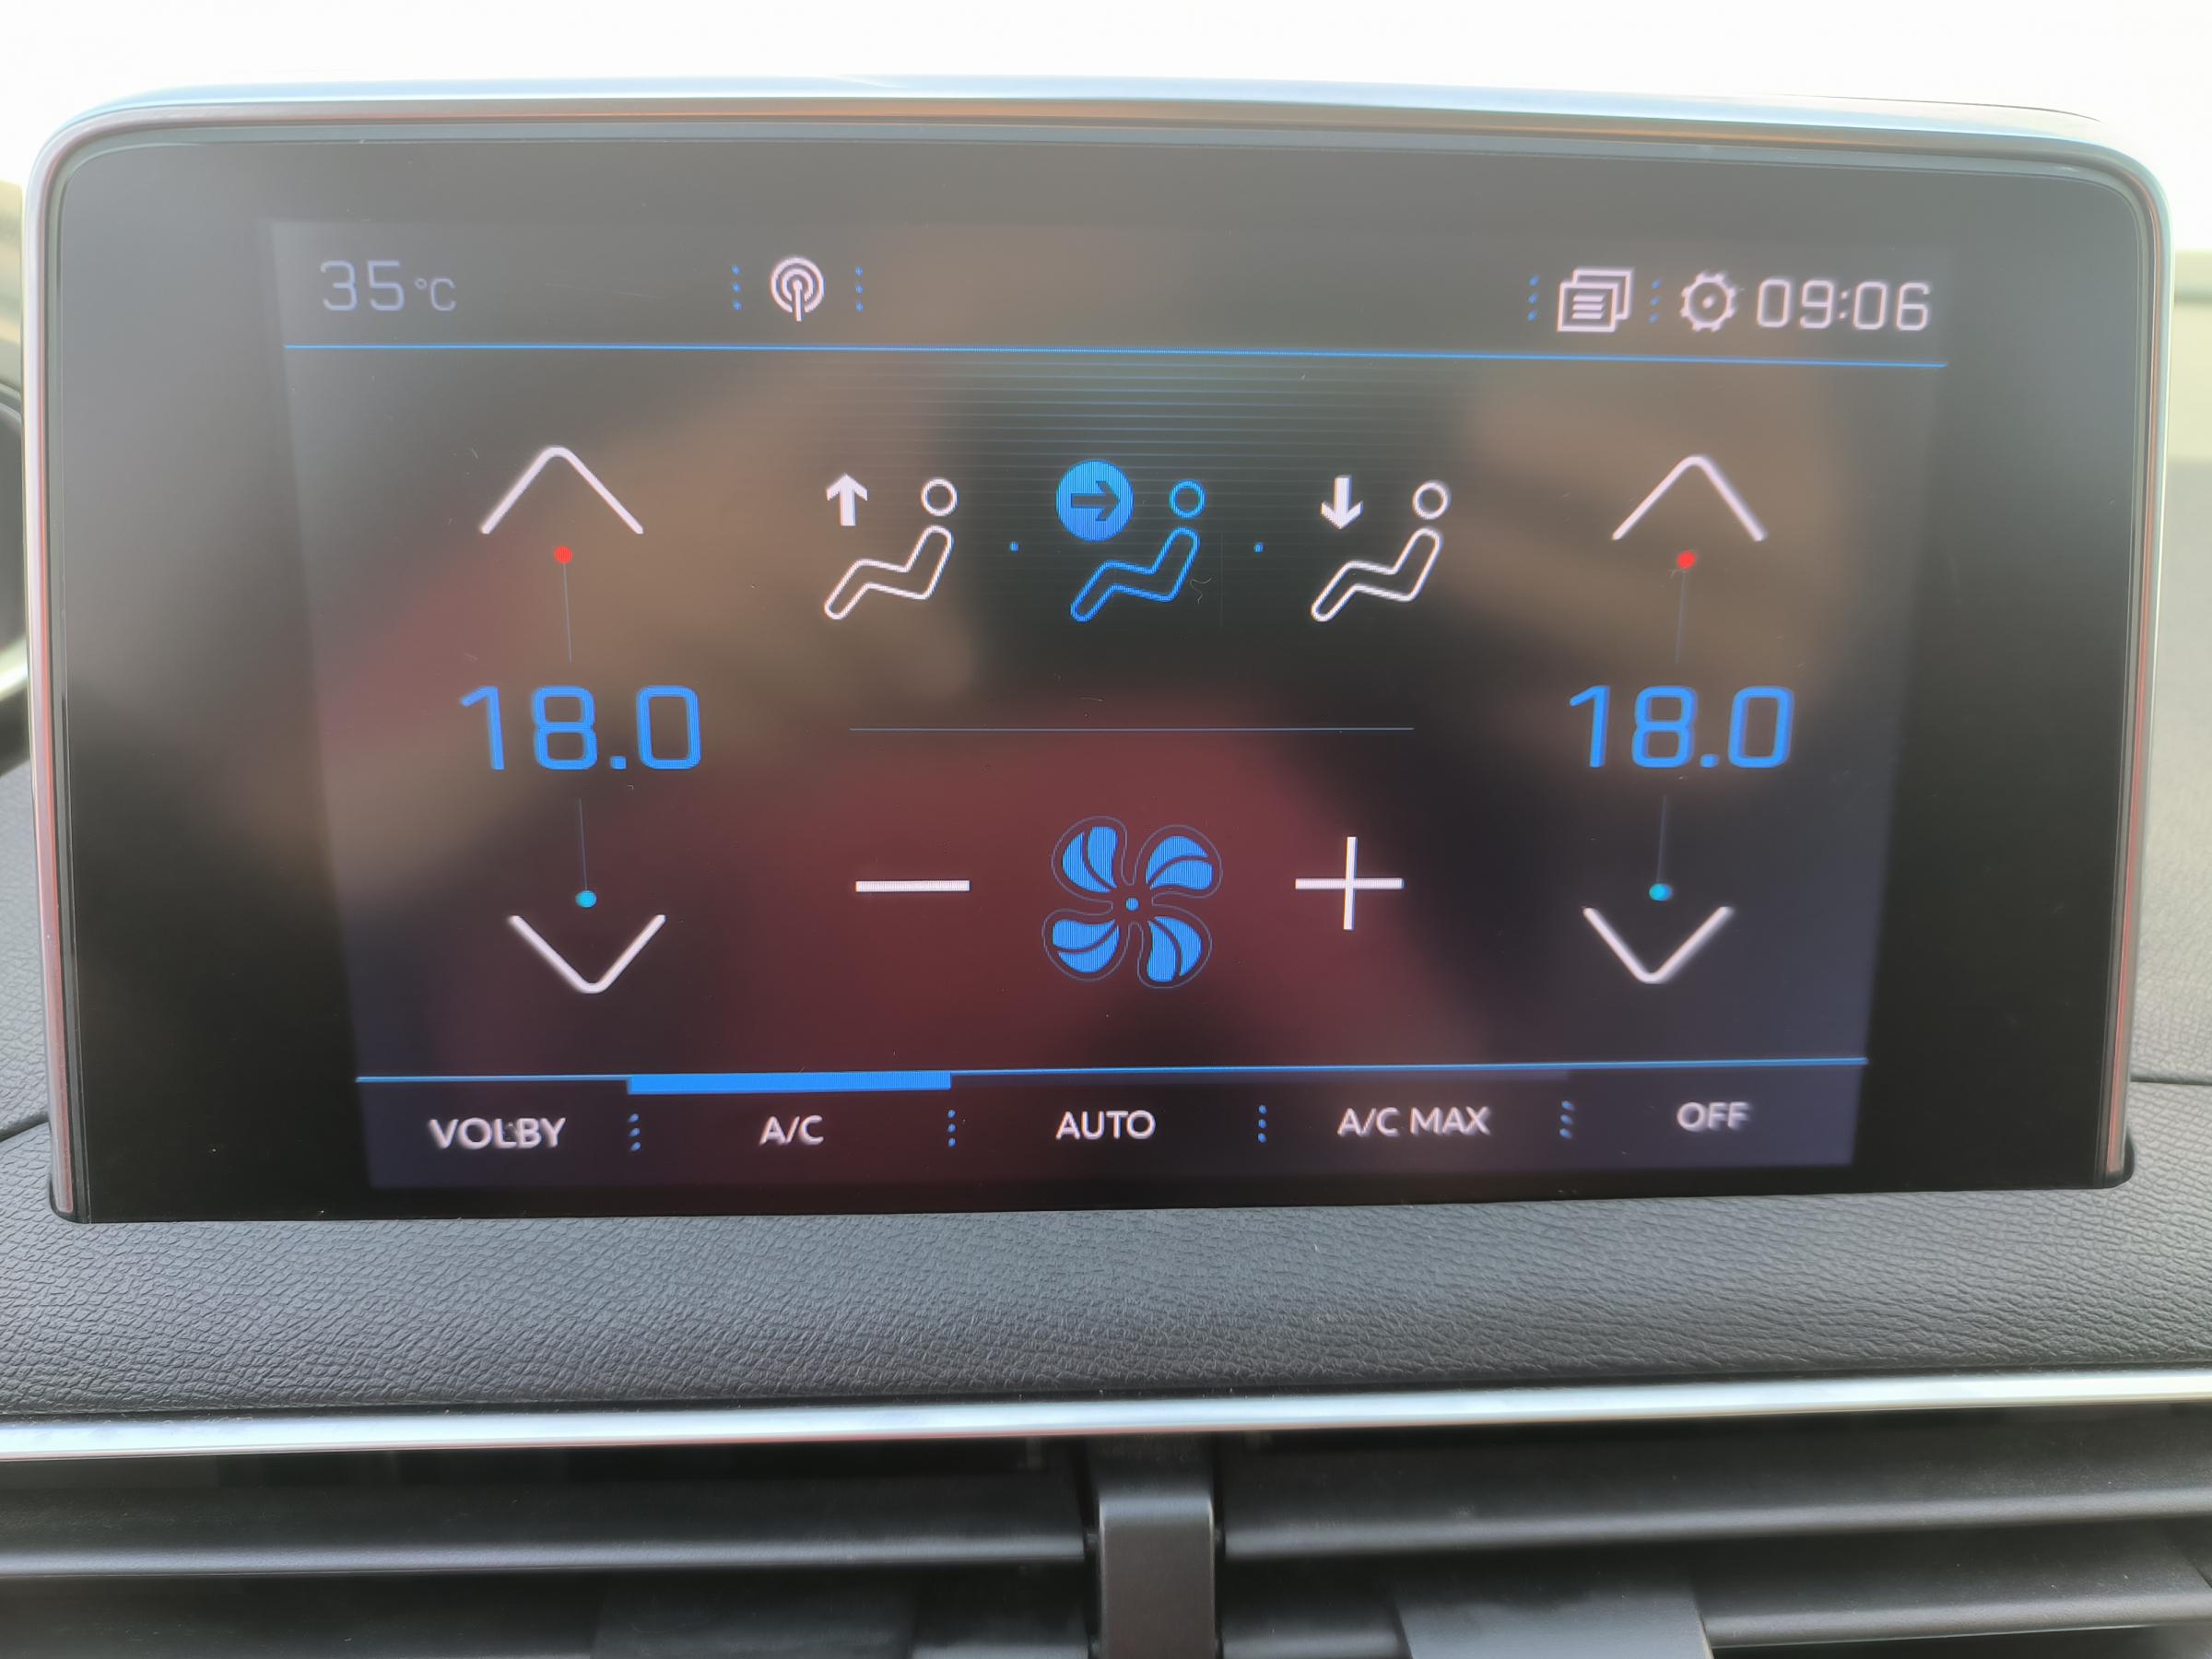 35°C
09:06
18.0
18.0
VOLBY
A/C
AUTO
A/C MAX
OFF